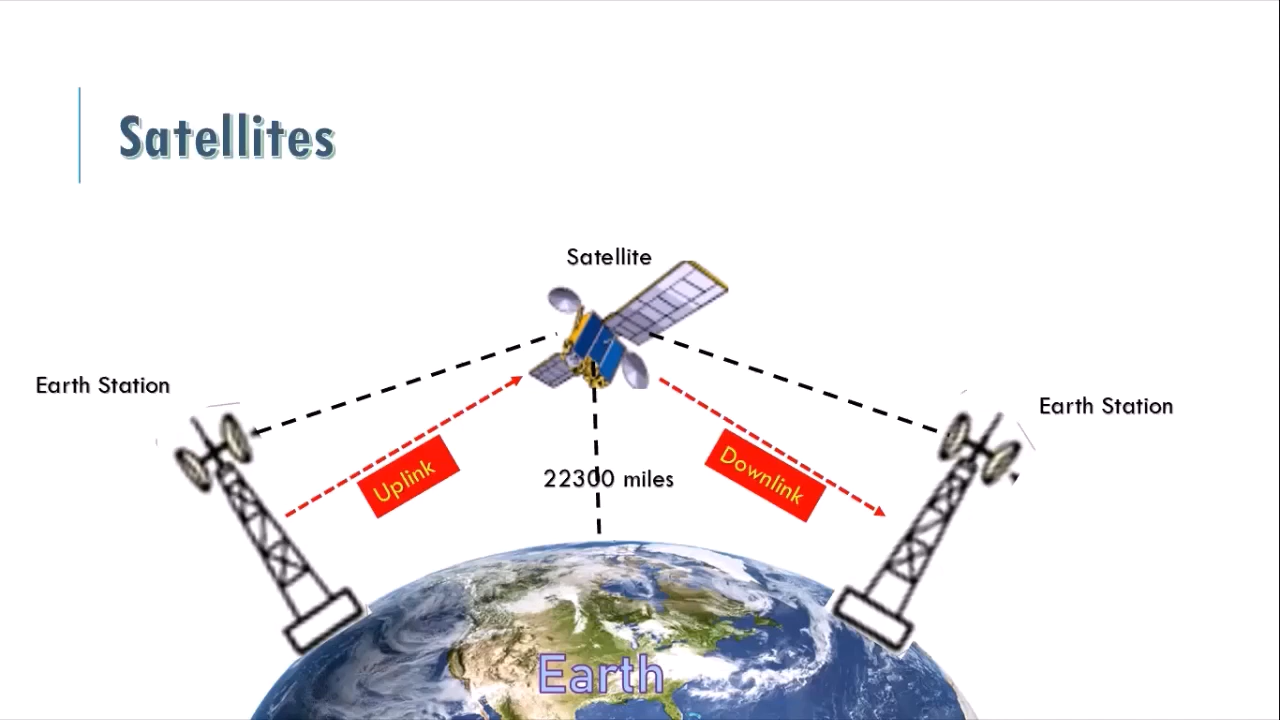 Satellites
Satellite
Earth Station
Earth Station
Uplink
22300 miles
Downlink
Earth